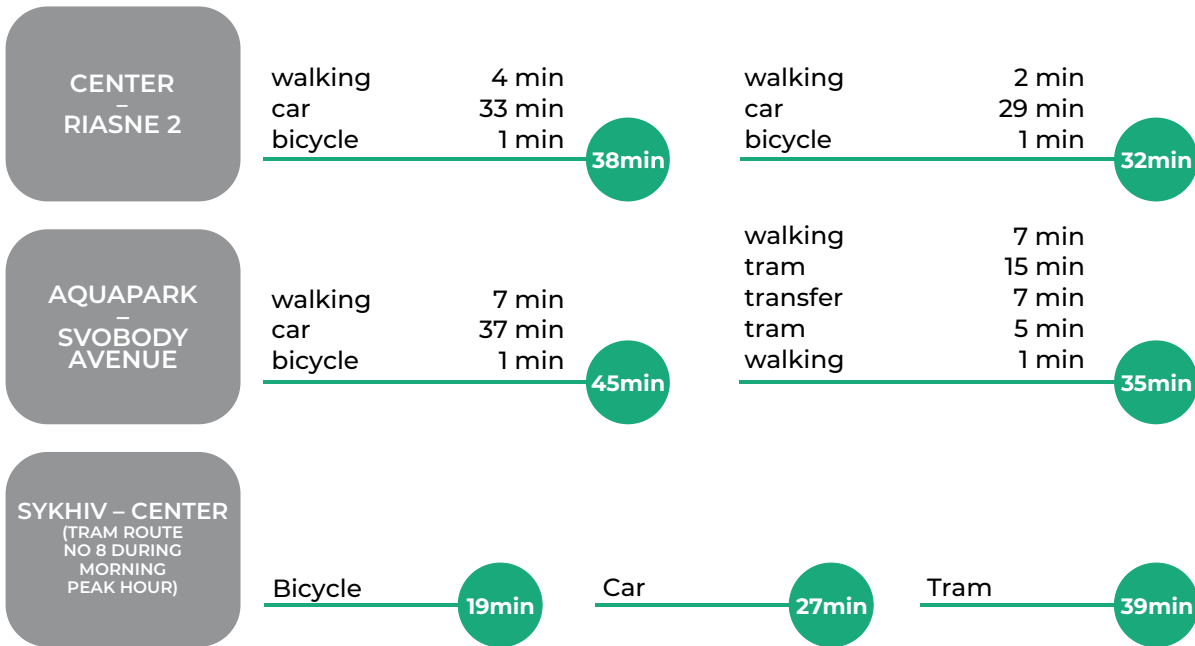 CENTER
–
RIASNE 2
walking 4 min
car 33 min
bicycle 1 min
38min
walking 2 min
car 29 min
bicycle 1 min
32min
AQUAPARK
–
SVOBODY
AVENUE
walking 7 min
car 37 min
bicycle 1 min
45min
walking 7 min
tram 15 min
transfer 7 min
tram 5 min
walking 1 min
35min
SYKHIV – CENTER
(TRAM ROUTE
NO 8 DURING
MORNING
PEAK HOUR)
Bicycle
19min
Car
27min
Tram
39min